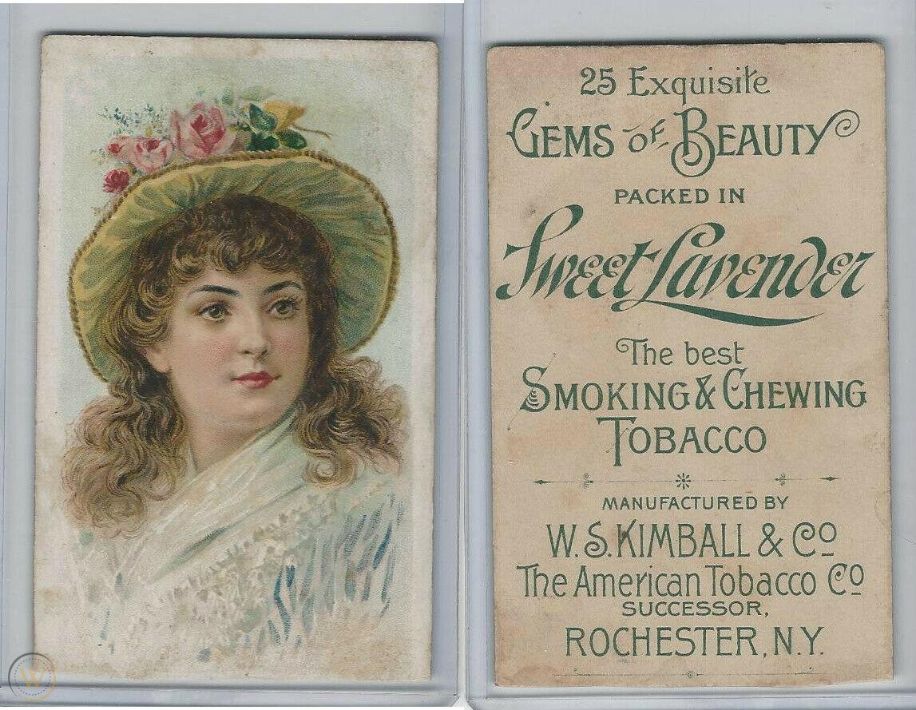 25 Exquisite
GEMS OF BEAUTY
PACKED IN
Sweet Lavender
The best
SMOKING & CHEWING
TOBACCO
MANUFACTURED BY
W. S. KIMBALL & Co
The American Tobacco Co
SUCCESSOR,
ROCHESTER, N.Y.
W